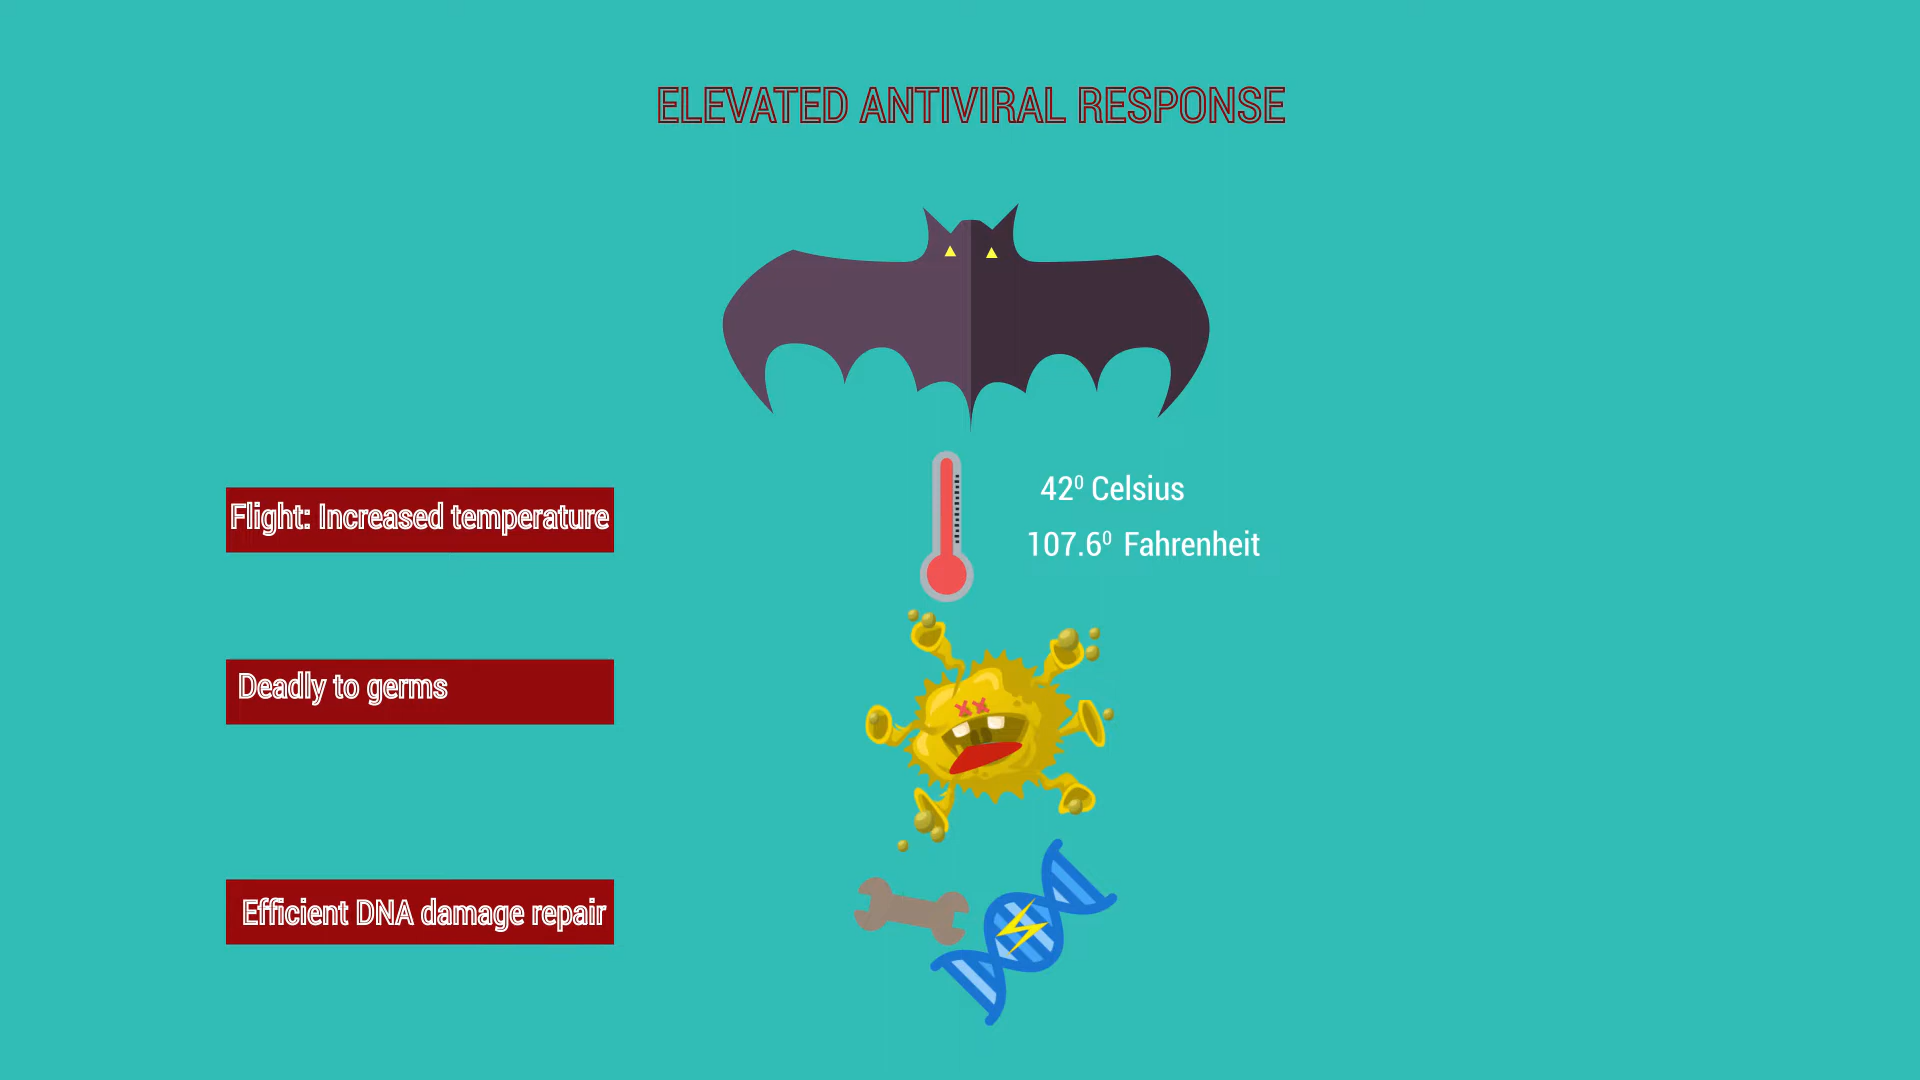 ELEVATED ANTIVIRAL RESPONSE
42⁰ Celsius
Flight: Increased temperature
107.6⁰ Fahrenheit
Deadly to germs
Efficient DNA damage repair